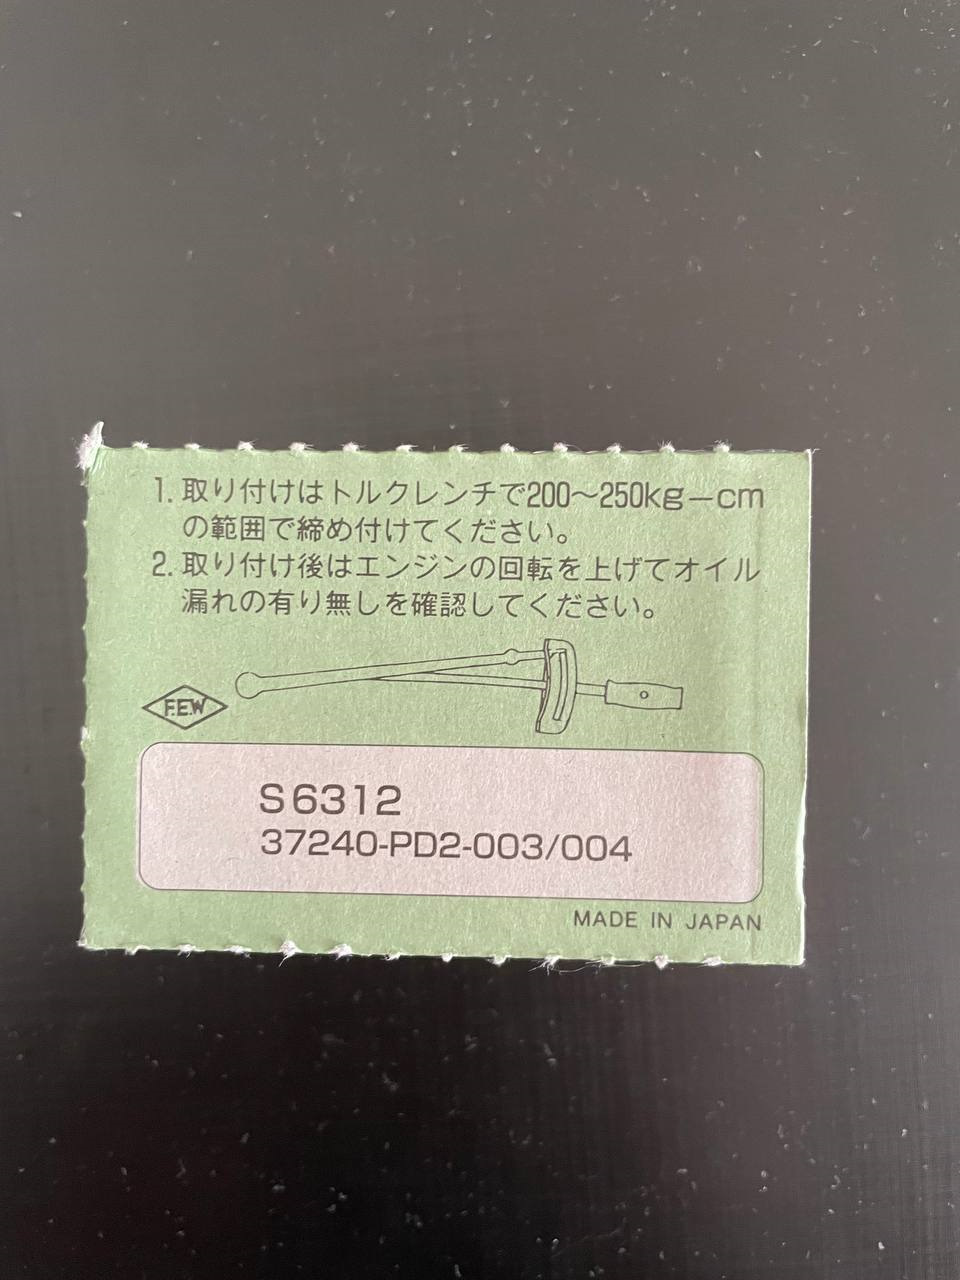 1. 取り付けはトルクレンチで200〜250kg−cm
の範囲で締め付けてください。
2. 取り付け後はエンジンの回転を上げてオイル
漏れの有り無しを確認してください。
F.E.W
S6312
37240-PD2-003/004
MADE IN JAPAN